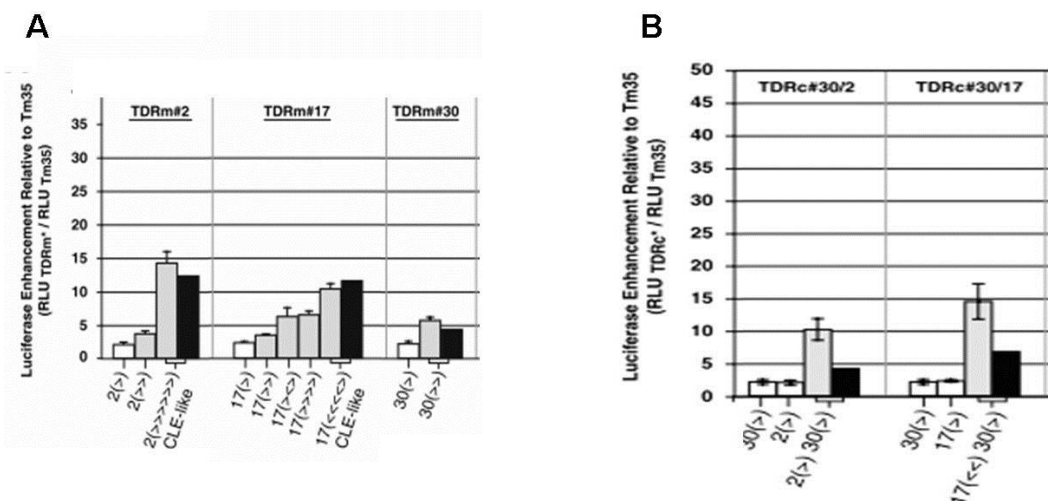 A
Luciferase Enhancement Relative to Tm35
(RLU TDRm* / RLU Tm35)
TDRm#2
TDRm#17
TDRm#30
35
30
25
20
15
10
5
0
2(>)
2(>>)
2(>>>>>>)
CLE-like
17(>)
17(>>)
17(><>)
17(>>>>)
17(<<<<>)
CLE-like
30(>)
30(>>)
B
Luciferase Enhancement Relative to Tm35
(RLU TDRc* / RLU Tm35)
TDRc#30/2
TDRc#30/17
50
45
40
35
30
25
20
15
10
5
0
30(>)
2(>)
2(>) 30(>)
30(>)
17(>)
17(<<) 30(>)